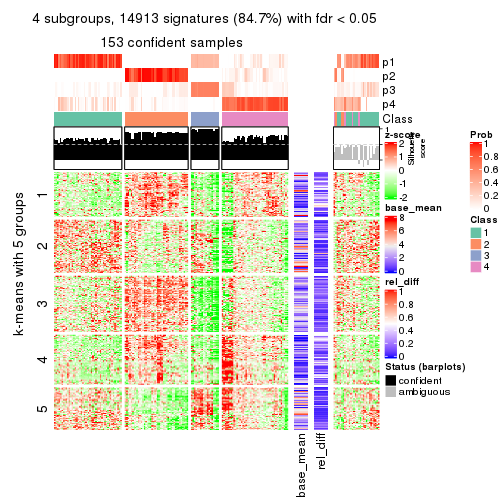 4 subgroups, 14913 signatures (84.7%) with fdr < 0.05
153 confident samples
p1
p2
p3
p4
Class
1
Silhouette
score
z-score
2
1
0
-1
-2
Prob
1
0.8
0.6
0.4
0.2
0
base_mean
8
6
4
2
0
Class
1
2
3
4
rel_diff
1
0.8
0.6
0.4
0.2
0
Status (barplots)
confident
ambiguous
k-means with 5 groups
1
2
3
4
5
base_mean
rel_diff